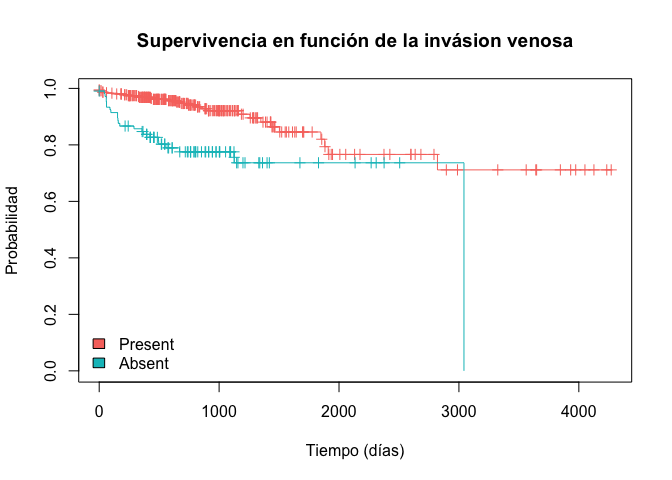 Supervivencia en función de la invásion venosa
Probabilidad
1.0
0.8
0.6
0.4
0.2
0.0
Present
Absent
0 1000 2000 3000 4000
Tiempo (días)